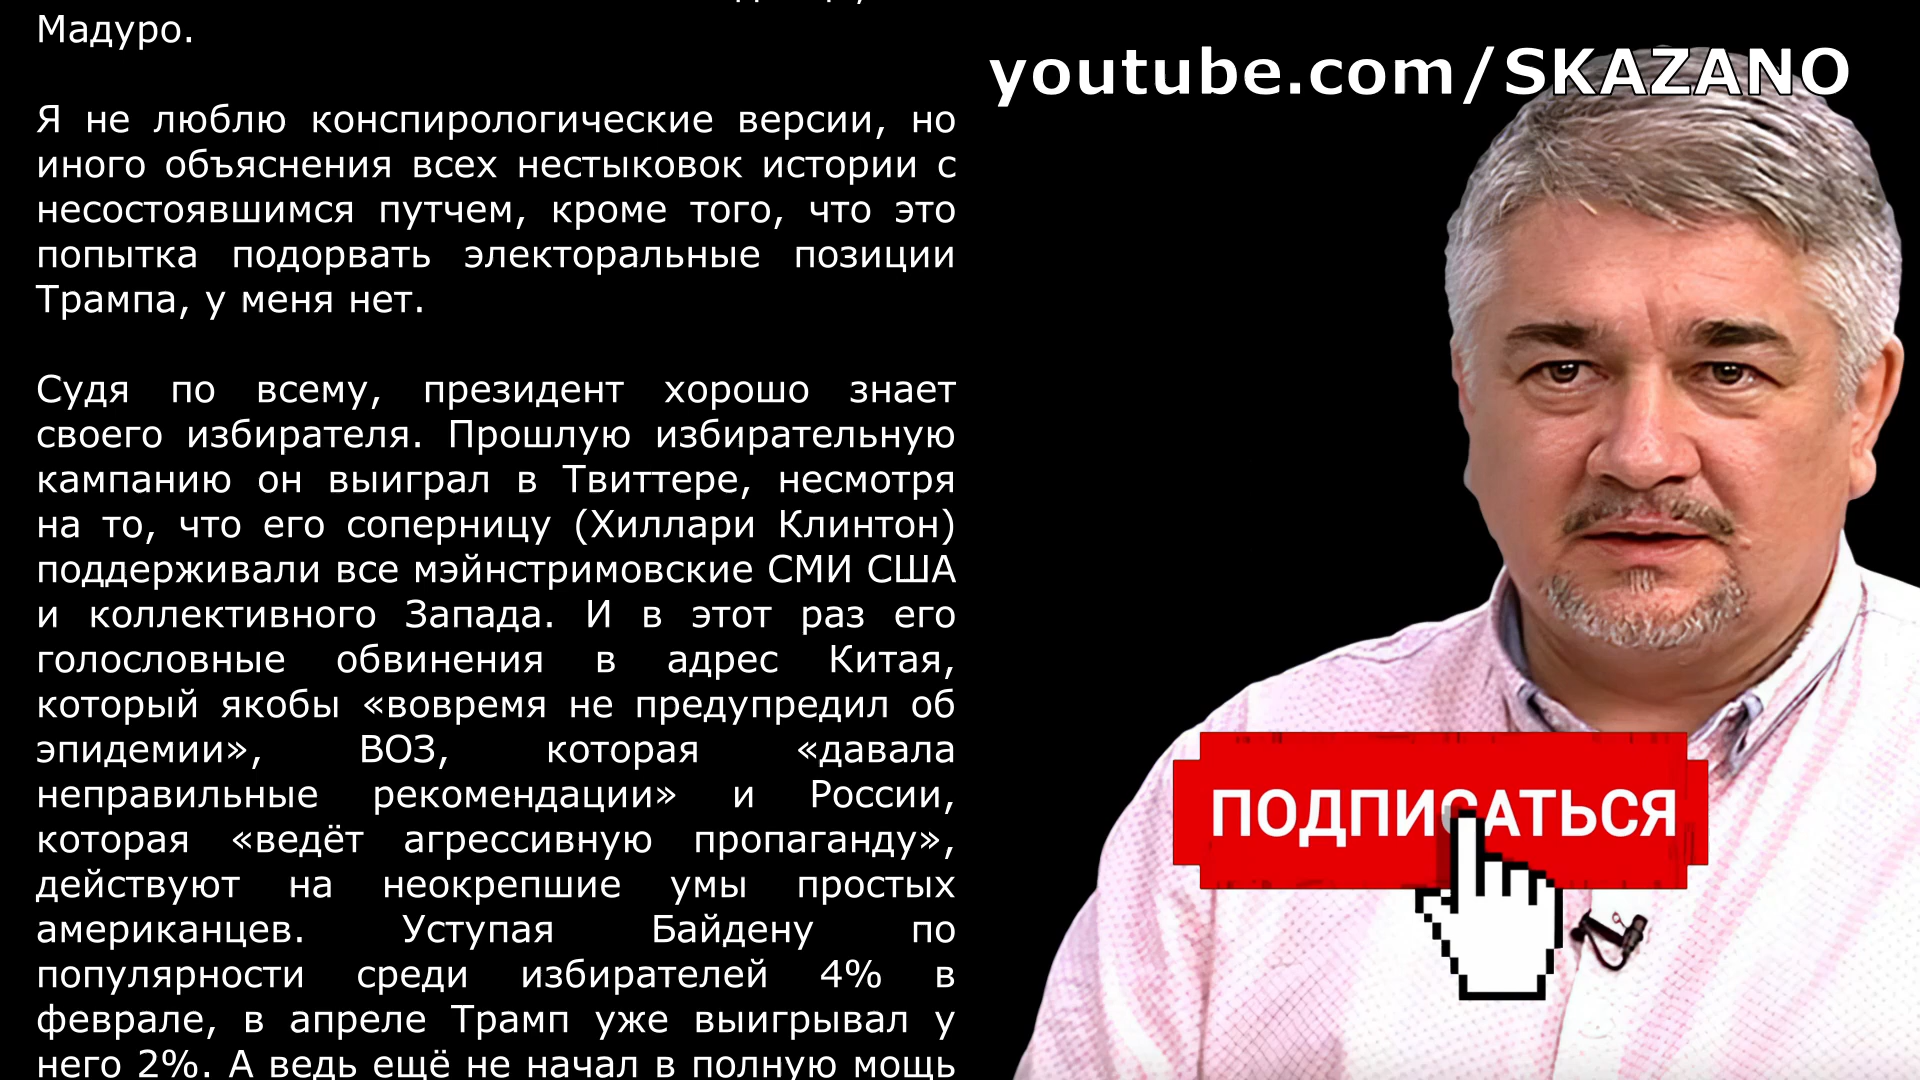 Мадуро.
youtube.com/SKAZANO
Я не люблю конспирологические версии, но
иного объяснения всех нестыковок истории с
несостоявшимся путчем, кроме того, что это
попытка подорвать электоральные позиции
Трампа, у меня нет.
Судя по всему, президент хорошо знает
своего избирателя. Прошлую избирательную
кампанию он выиграл в Твиттере, несмотря
на то, что его соперницу (Хиллари Клинтон)
поддерживали все мэйнстримовские СМИ США
и коллективного Запада. И в этот раз его
голословные обвинения в адрес Китая,
который якобы «вовремя не предупредил об
эпидемии», ВОЗ, которая «давала
неправильные рекомендации» и России,
которая «ведёт агрессивную пропаганду»,
действуют на неокрепшие умы простых
американцев. Уступая Байдену по
популярности среди избирателей 4% в
феврале, в апреле Трамп уже выигрывал у
него 2%. А ведь ещё не начал в полную мощь
ПОДПИСАТЬСЯ